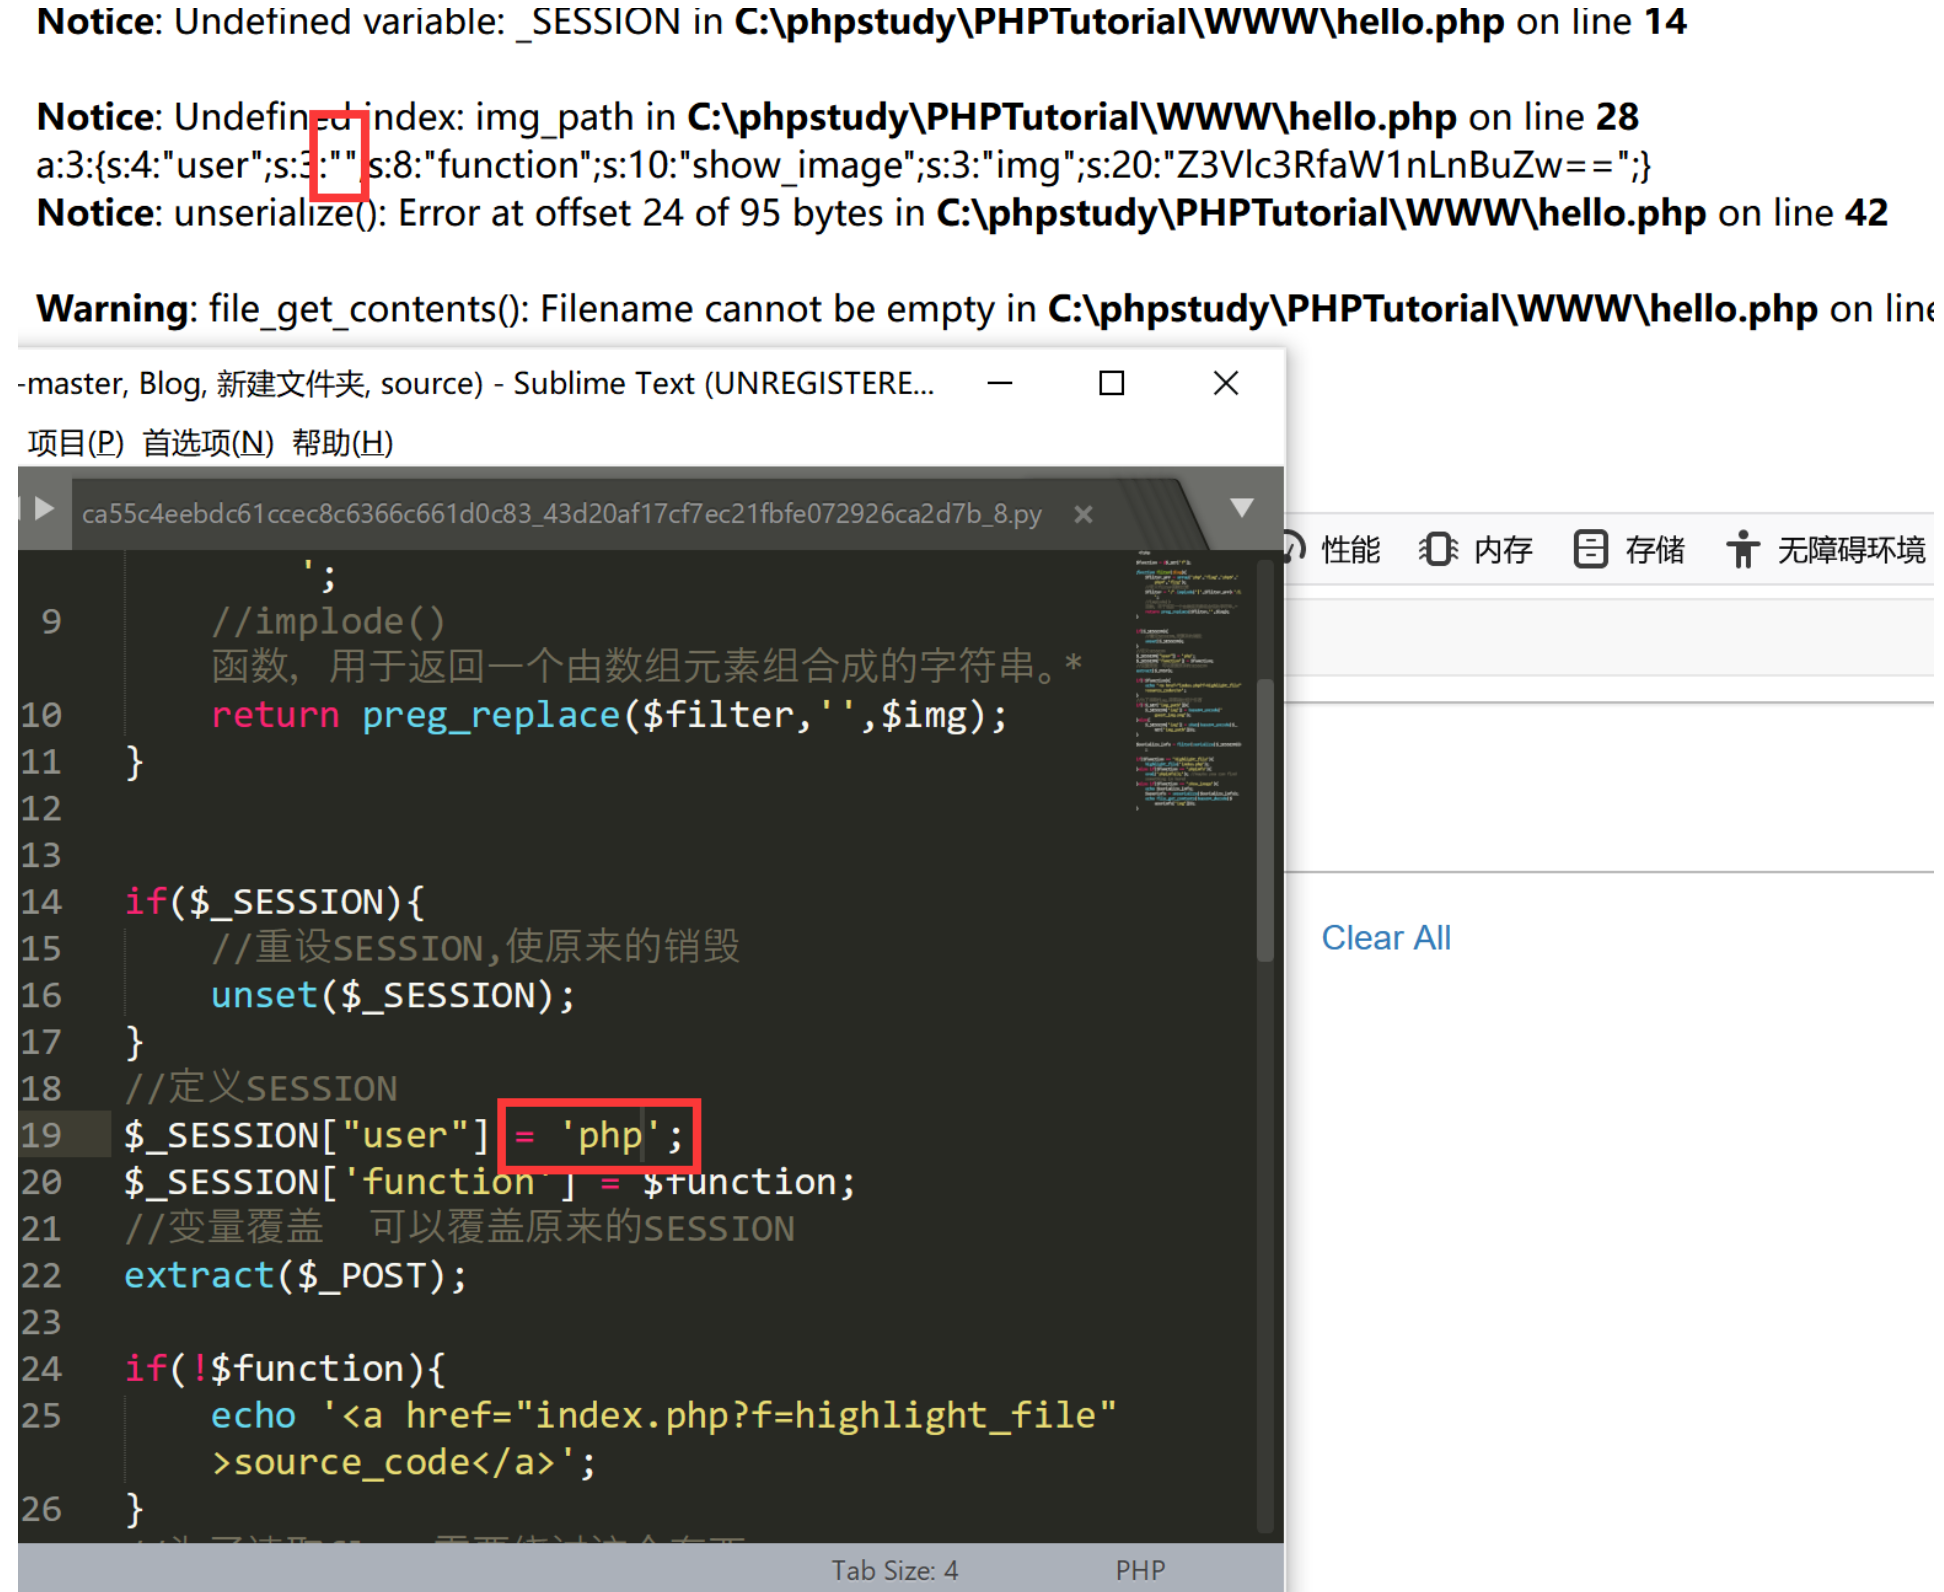 Notice: Undefined variable: _SESSION in C:\phpstudy\PHPTutorial\WWW\hello.php on line 14
Notice: Undefined index: img_path in C:\phpstudy\PHPTutorial\WWW\hello.php on line 28
a:3:{s:4:"user";s:3:"";s:8:"function";s:10:"show_image";s:3:"img";s:20:"Z3Vlc3RfaW1nLnBuZw==";}
Notice: unserialize(): Error at offset 24 of 95 bytes in C:\phpstudy\PHPTutorial\WWW\hello.php on line 42
Warning: file_get_contents(): Filename cannot be empty in C:\phpstudy\PHPTutorial\WWW\hello.php on line
-master, Blog, 新建文件夹, source) - Sublime Text (UNREGISTERE...
项目(P) 首选项(N) 帮助(H)
ca55c4eebdc61ccec8c6366c661d0c83_43d20af17cf7ec21fbfe072926ca2d7b_8.py
性能 内存 存储 无障碍环境
';
9 //implode()
函数, 用于返回一个由数组元素组合成的字符串。*
10 return preg_replace($filter,'',$img);
11 }
12
13
14 if($_SESSION){
15 //重设SESSION,使原来的销毁
16 unset($_SESSION);
17 }
18 //定义SESSION
19 $_SESSION["user"] = 'php';
20 $_SESSION['function'] = $function;
21 //变量覆盖 可以覆盖原来的SESSION
22 extract($_POST);
23
24 if(!$function){
25 echo '<a href="index.php?f=highlight_file"
>source_code</a>';
26 }
Clear All
Tab Size: 4 PHP